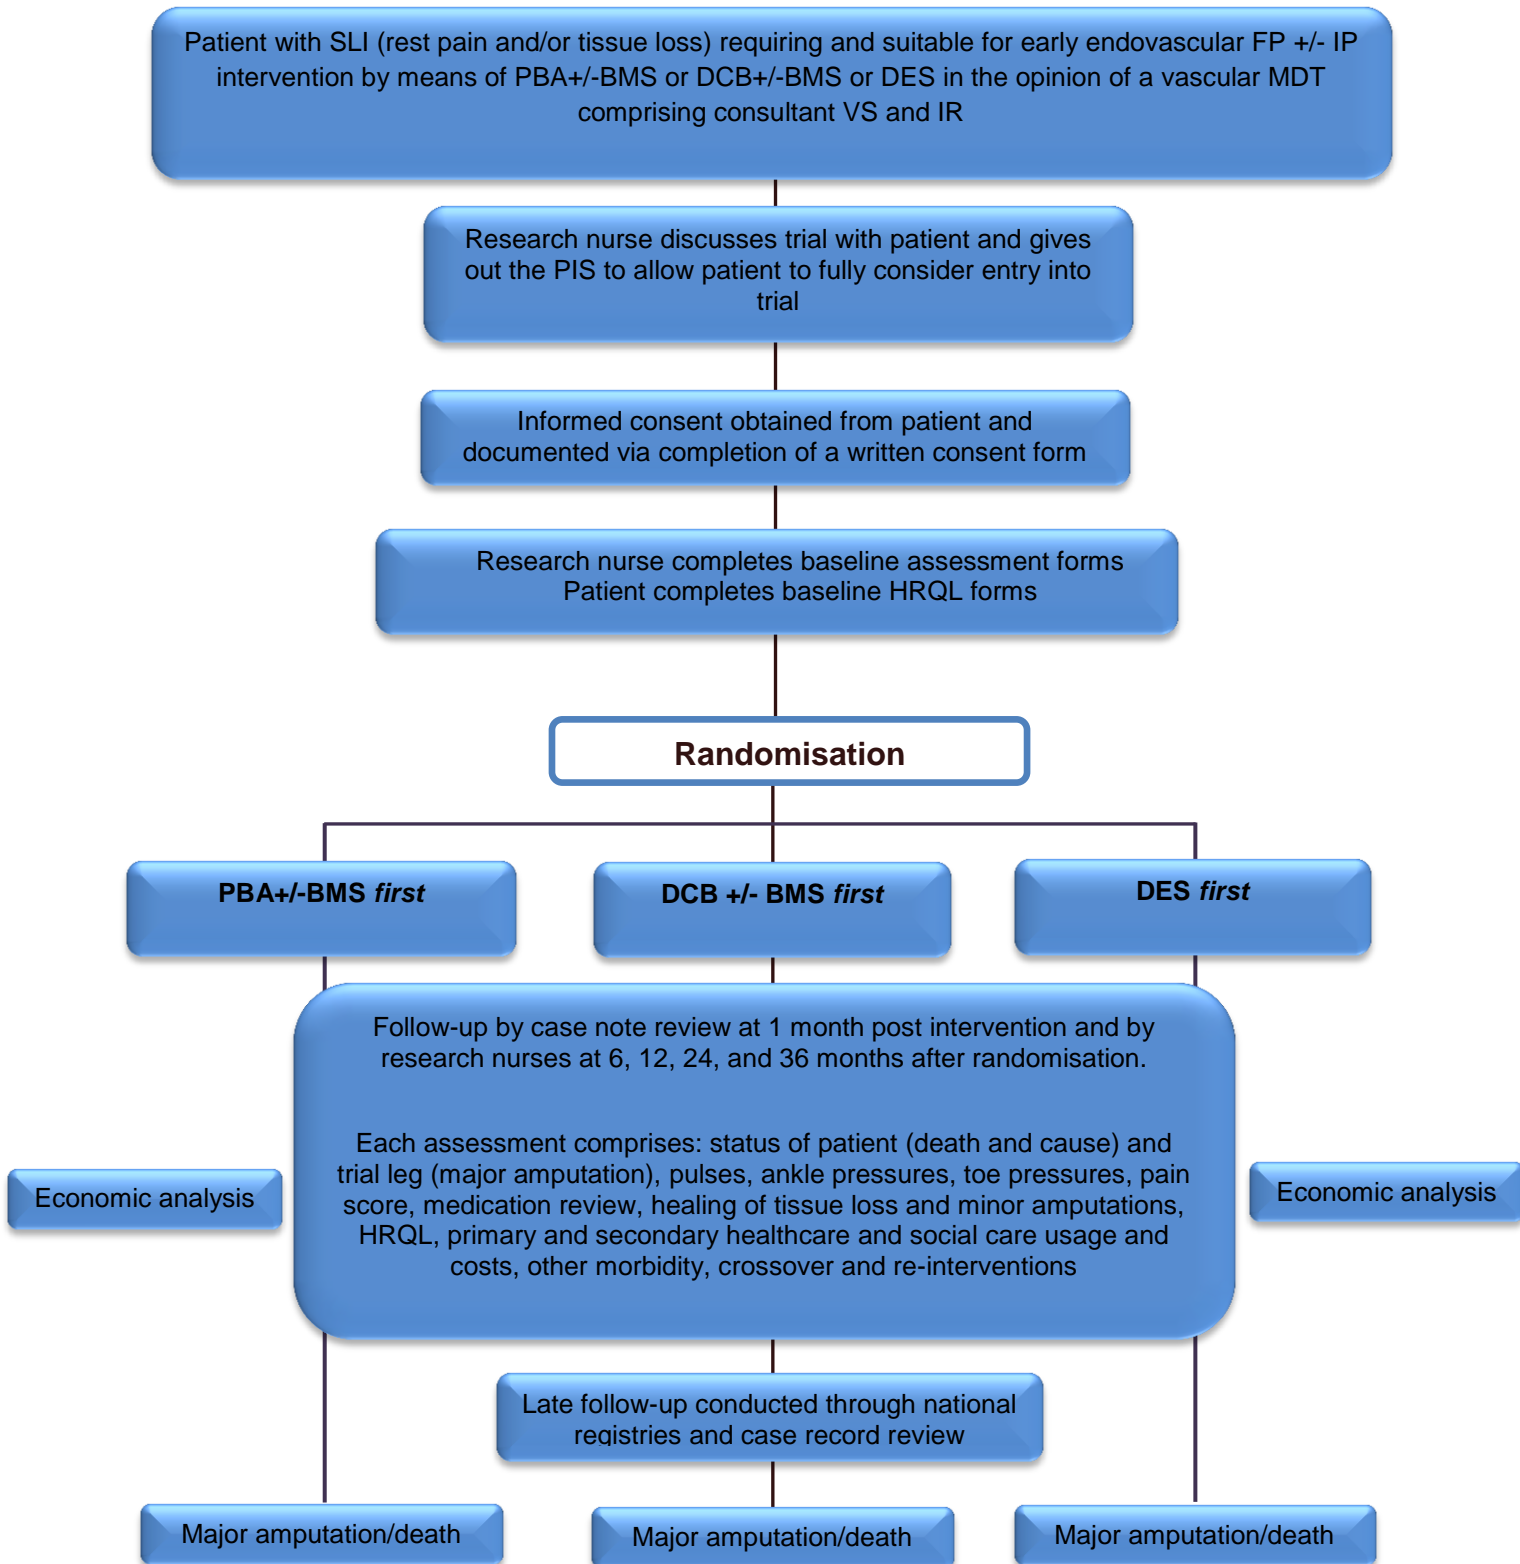 Patient with SLI (rest pain and/or tissue loss) requiring and suitable for early endovascular FP +/- IP
intervention by means of PBA+/-BMS or DCB+/-BMS or DES in the opinion of a vascular MDT
comprising consultant VS and IR
Research nurse discusses trial with patient and gives
out the PIS to allow patient to fully consider entry into
trial
Informed consent obtained from patient and
documented via completion of a written consent form
Research nurse completes baseline assessment forms
Patient completes baseline HRQL forms
Randomisation
PBA+/-BMS first
DCB +/- BMS first
DES first
Follow-up by case note review at 1 month post intervention and by
research nurses at 6, 12, 24, and 36 months after randomisation.
Each assessment comprises: status of patient (death and cause) and
trial leg (major amputation), pulses, ankle pressures, toe pressures, pain
score, medication review, healing of tissue loss and minor amputations,
HRQL, primary and secondary healthcare and social care usage and
costs, other morbidity, crossover and re-interventions
Economic analysis
Economic analysis
Late follow-up conducted through national
registries and case record review
Major amputation/death
Major amputation/death
Major amputation/death